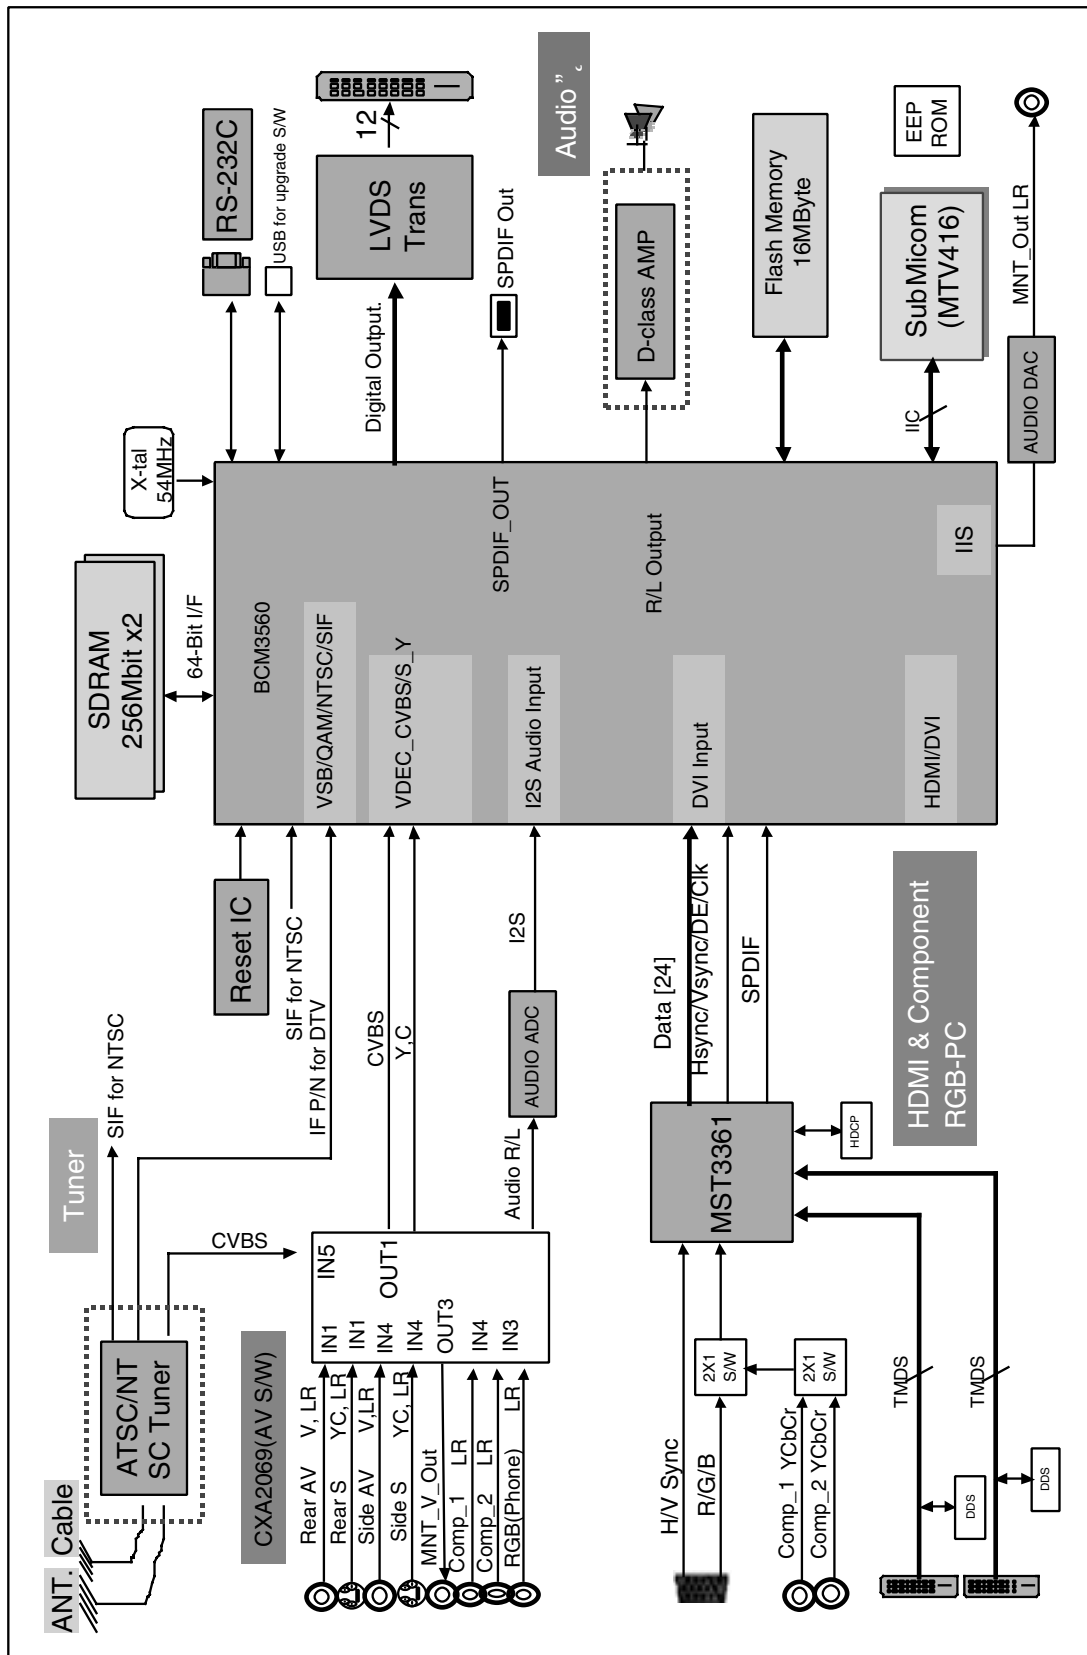 ANT.
Cable
ATSC/NT
SC Tuner
Tuner
SIF for NTSC
CVBS
SIF for NTSC
IF P/N for DTV
Reset IC
SDRAM
256Mbit x2
64-Bit I/F
X-tal
54MHz
RS-232C
USB for upgrade S/W
LVDS
Trans
12
Digital Output.
SPDIF Out
Audio”
D-class AMP
Flash Memory
16MByte
SubMicom
(MTV416)
EEP
ROM
IIC
AUDIO DAC
MNT_Out LR
BCM3560
VSB/QAM/NTSC/SIF
VDEC_CVBS/S_Y
I2S Audio Input
DVI Input
HDMI/DVI
SPDIF_OUT
R/L Output
IIS
CXA2069(AV S/W)
Rear AV V, LR
Rear S YC, LR
Side AV V,LR
Side S YC, LR
MNT_V_Out
Comp_1 LR
Comp_2 LR
RGB(Phone) LR
IN1
IN1
IN4
IN4
OUT3
IN4
IN3
IN5
OUT1
CVBS
Y,C
Audio R/L
AUDIO ADC
I2S
H/V Sync
R/G/B
Comp_1 YCbCr
Comp_2 YCbCr
2X1
S/W
2X1
S/W
MST3361
Data [24]
Hsync/Vsync/DE/Clk
SPDIF
HDCP
TMDS
TMDS
DDS
DDS
HDMI & Component
RGB-PC